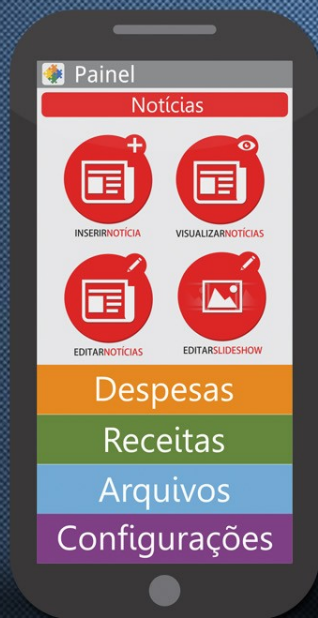 Painel
Notícias
INSERIRNOTÍCIA
VISUALIZARNOTÍCIAS
EDITARNOTÍCIAS
EDITARSLIDESHOW
Despesas
Receitas
Arquivos
Configurações